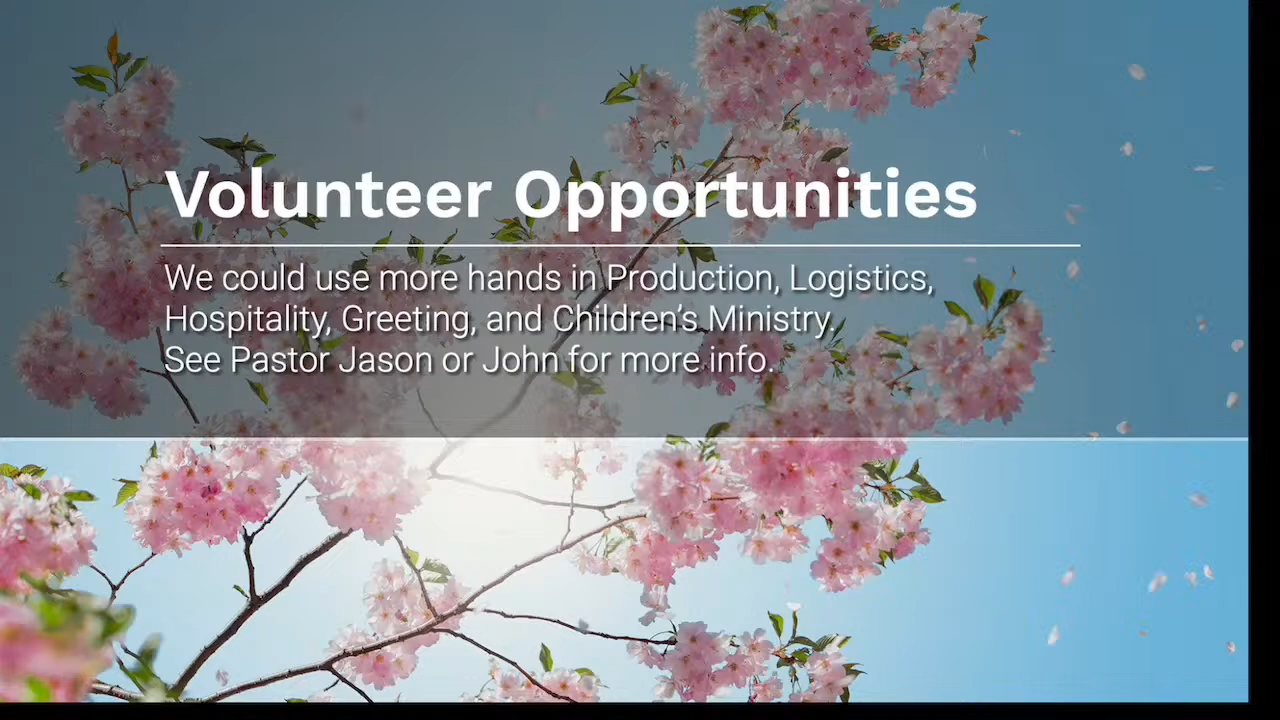 Volunteer Opportunities
We could use more hands in Production, Logistics,
Hospitality, Greeting, and Children’s Ministry.
See Pastor Jason or John for more info.